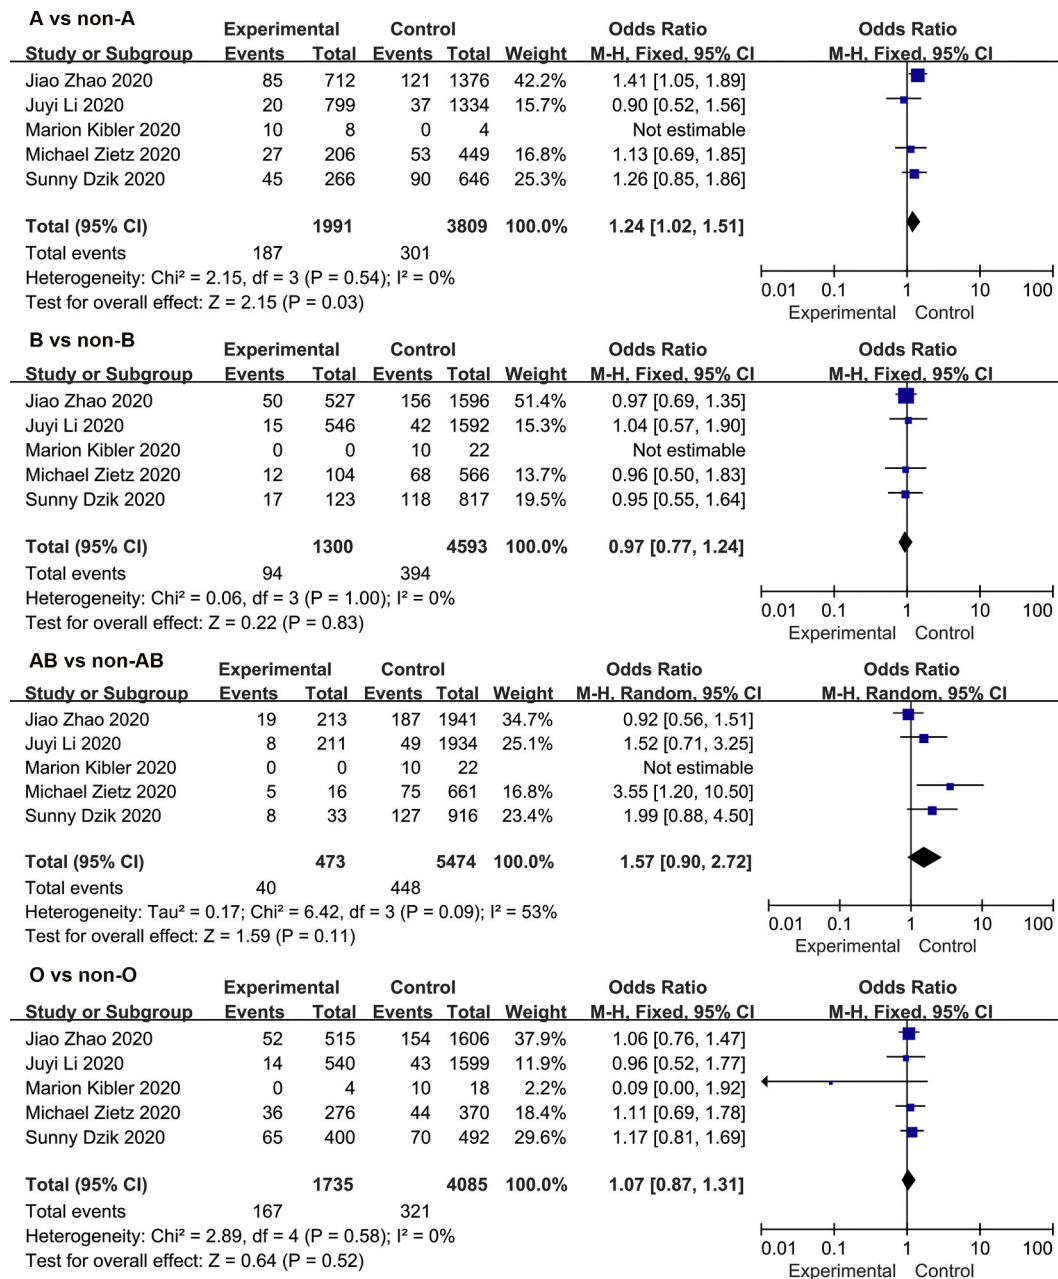 A vs non-A
Experimental Control Odds Ratio Odds Ratio
Study or Subgroup Events Total Events Total Weight M-H, Fixed, 95% CI M-H, Fixed, 95% CI
Jiao Zhao 2020 85 712 121 1376 42.2% 1.41 [1.05, 1.89]
Juyi Li 2020 20 799 37 1334 15.7% 0.90 [0.52, 1.56]
Marion Kibler 2020 10 8 0 4 Not estimable
Michael Zietz 2020 27 206 53 449 16.8% 1.13 [0.69, 1.85]
Sunny Dzik 2020 45 266 90 646 25.3% 1.26 [0.85, 1.86]
Total (95% CI) 1991 3809 100.0% 1.24 [1.02, 1.51]
Total events 187 301
Heterogeneity: Chi² = 2.15, df = 3 (P = 0.54); I² = 0%
Test for overall effect: Z = 2.15 (P = 0.03)
0.01 0.1 1 10 100
Experimental Control
B vs non-B
Experimental Control Odds Ratio Odds Ratio
Study or Subgroup Events Total Events Total Weight M-H, Fixed, 95% CI M-H, Fixed, 95% CI
Jiao Zhao 2020 50 527 156 1596 51.4% 0.97 [0.69, 1.35]
Juyi Li 2020 15 546 42 1592 15.3% 1.04 [0.57, 1.90]
Marion Kibler 2020 0 0 10 22 Not estimable
Michael Zietz 2020 12 104 68 566 13.7% 0.96 [0.50, 1.83]
Sunny Dzik 2020 17 123 118 817 19.5% 0.95 [0.55, 1.64]
Total (95% CI) 1300 4593 100.0% 0.97 [0.77, 1.24]
Total events 94 394
Heterogeneity: Chi² = 0.06, df = 3 (P = 1.00); I² = 0%
Test for overall effect: Z = 0.22 (P = 0.83)
0.01 0.1 1 10 100
Experimental Control
AB vs non-AB
Experimental Control Odds Ratio Odds Ratio
Study or Subgroup Events Total Events Total Weight M-H, Random, 95% CI M-H, Random, 95% CI
Jiao Zhao 2020 19 213 187 1941 34.7% 0.92 [0.56, 1.51]
Juyi Li 2020 8 211 49 1934 25.1% 1.52 [0.71, 3.25]
Marion Kibler 2020 0 0 10 22 Not estimable
Michael Zietz 2020 5 16 75 661 16.8% 3.55 [1.20, 10.50]
Sunny Dzik 2020 8 33 127 916 23.4% 1.99 [0.88, 4.50]
Total (95% CI) 473 5474 100.0% 1.57 [0.90, 2.72]
Total events 40 448
Heterogeneity: Tau² = 0.17; Chi² = 6.42, df = 3 (P = 0.09); I² = 53%
Test for overall effect: Z = 1.59 (P = 0.11)
0.01 0.1 1 10 100
Experimental Control
O vs non-O
Experimental Control Odds Ratio Odds Ratio
Study or Subgroup Events Total Events Total Weight M-H, Fixed, 95% CI M-H, Fixed, 95% CI
Jiao Zhao 2020 52 515 154 1606 37.9% 1.06 [0.76, 1.47]
Juyi Li 2020 14 540 43 1599 11.9% 0.96 [0.52, 1.77]
Marion Kibler 2020 0 4 10 18 2.2% 0.09 [0.00, 1.92]
Michael Zietz 2020 36 276 44 370 18.4% 1.11 [0.69, 1.78]
Sunny Dzik 2020 65 400 70 492 29.6% 1.17 [0.81, 1.69]
Total (95% CI) 1735 4085 100.0% 1.07 [0.87, 1.31]
Total events 167 321
Heterogeneity: Chi² = 2.89, df = 4 (P = 0.58); I² = 0%
Test for overall effect: Z = 0.64 (P = 0.52)
0.01 0.1 1 10 100
Experimental Control